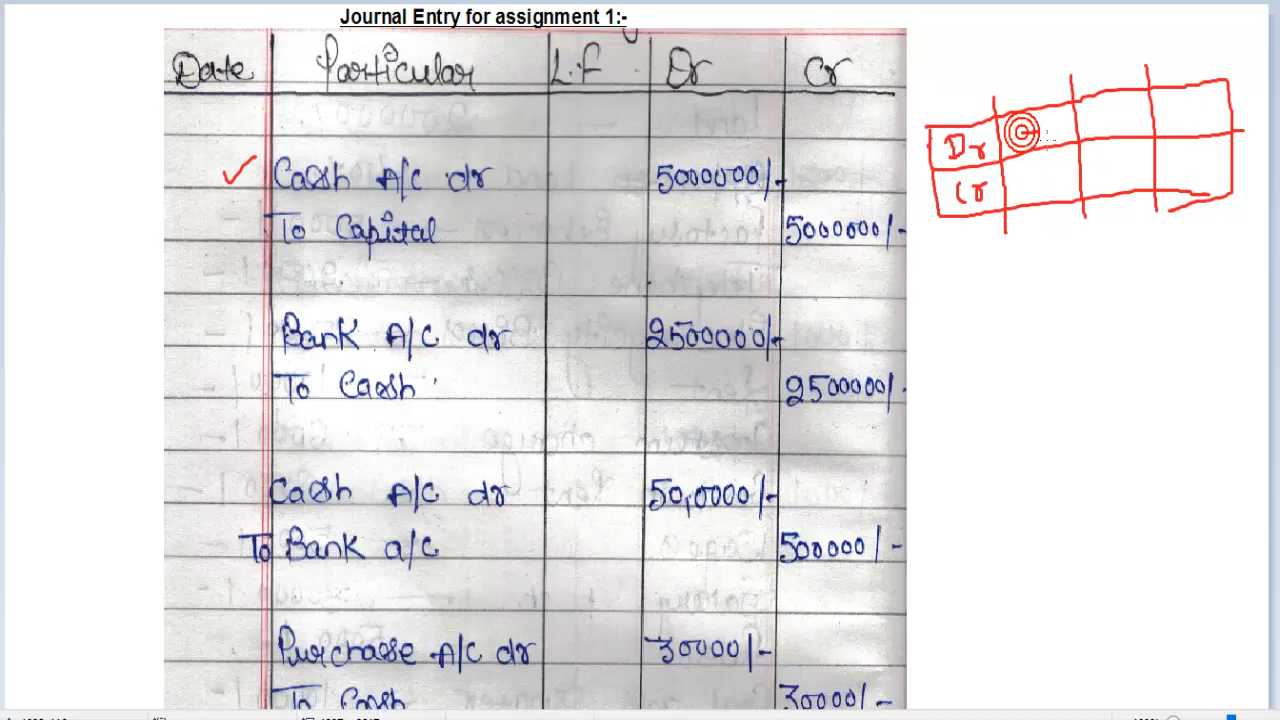 Journal Entry for assignment 1:-
Date Particular L.F Dr Cr
Cash A/C dr 5000000/-
To Capital 5000000/-
Bank A/C dr 2500000/-
To Cash 2500000/-
Cash A/C dr 50,0000/-
To Bank a/c 500000/-
Purchase A/C dr 30000/-
To Cash 30000/-
Dr
Cr